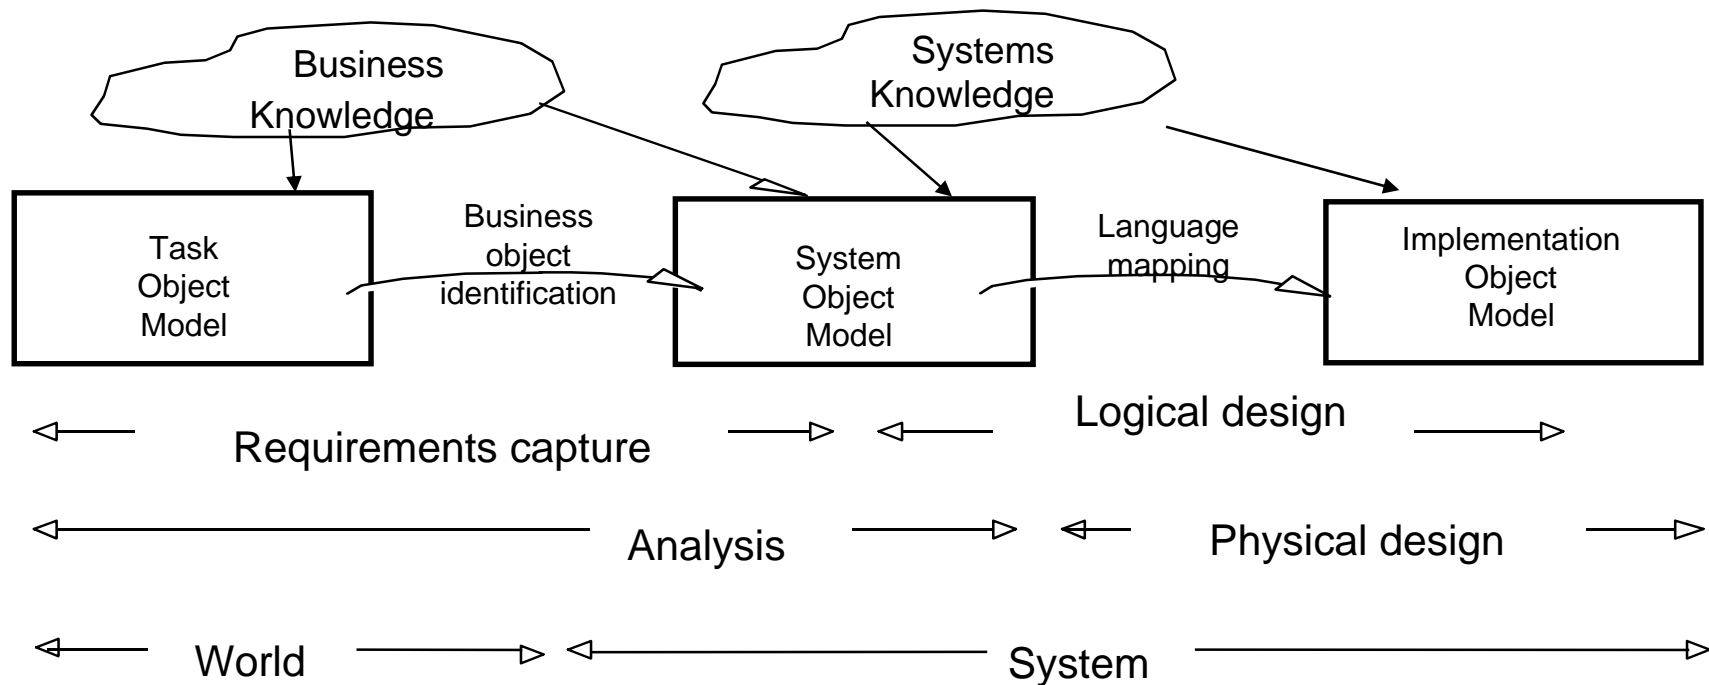 Business
Knowledge
Systems
Knowledge
Task
Object
Model
Business
object
identification
System
Object
Model
Language
mapping
Implementation
Object
Model
Requirements capture
Logical design
Analysis
Physical design
World
System